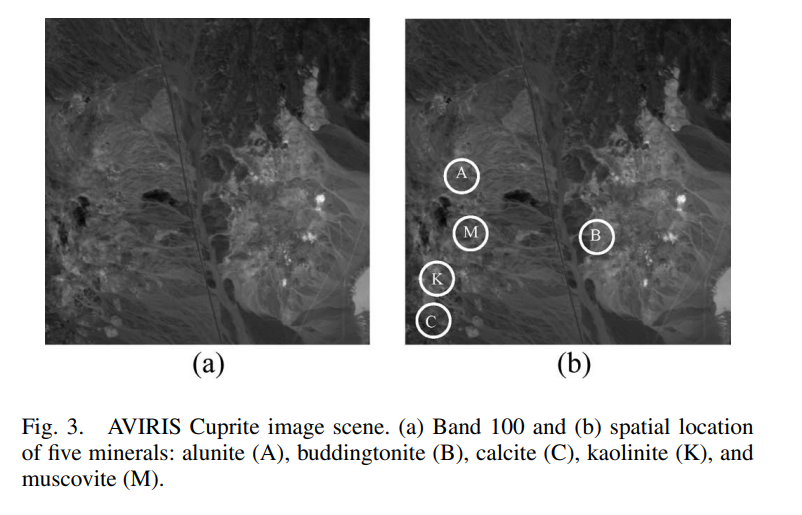 A
M
B
K
C
(a)
(b)
Fig. 3. AVIRIS Cuprite image scene. (a) Band 100 and (b) spatial location
of five minerals: alunite (A), buddingtonite (B), calcite (C), kaolinite (K), and
muscovite (M).